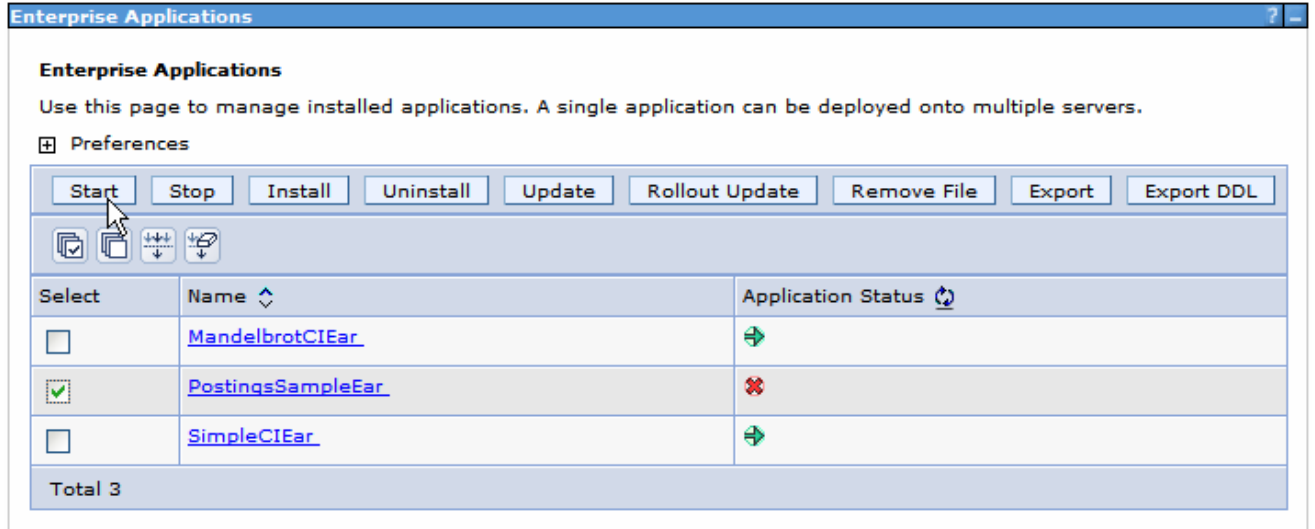 Enterprise Applications ? _
Enterprise Applications
Use this page to manage installed applications. A single application can be deployed onto multiple servers.
+ Preferences
Start Stop Install Uninstall Update Rollout Update Remove File Export Export DDL
Select Name Application Status
MandelbrotCIEar
PostingsSampleEar
SimpleCIEar
Total 3